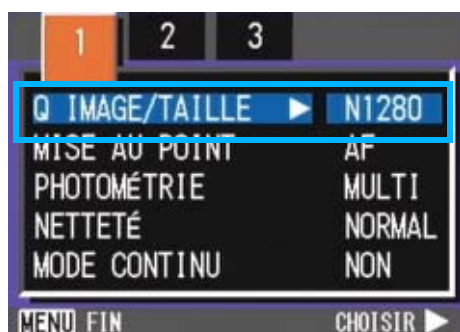 1 2 3
Q IMAGE/TAILLE ▶ N1280
MISE AU POINT AF
PHOTOMÉTRIE MULTI
NETTETÉ NORMAL
MODE CONTINU NON
MENU FIN CHOISIR ▶